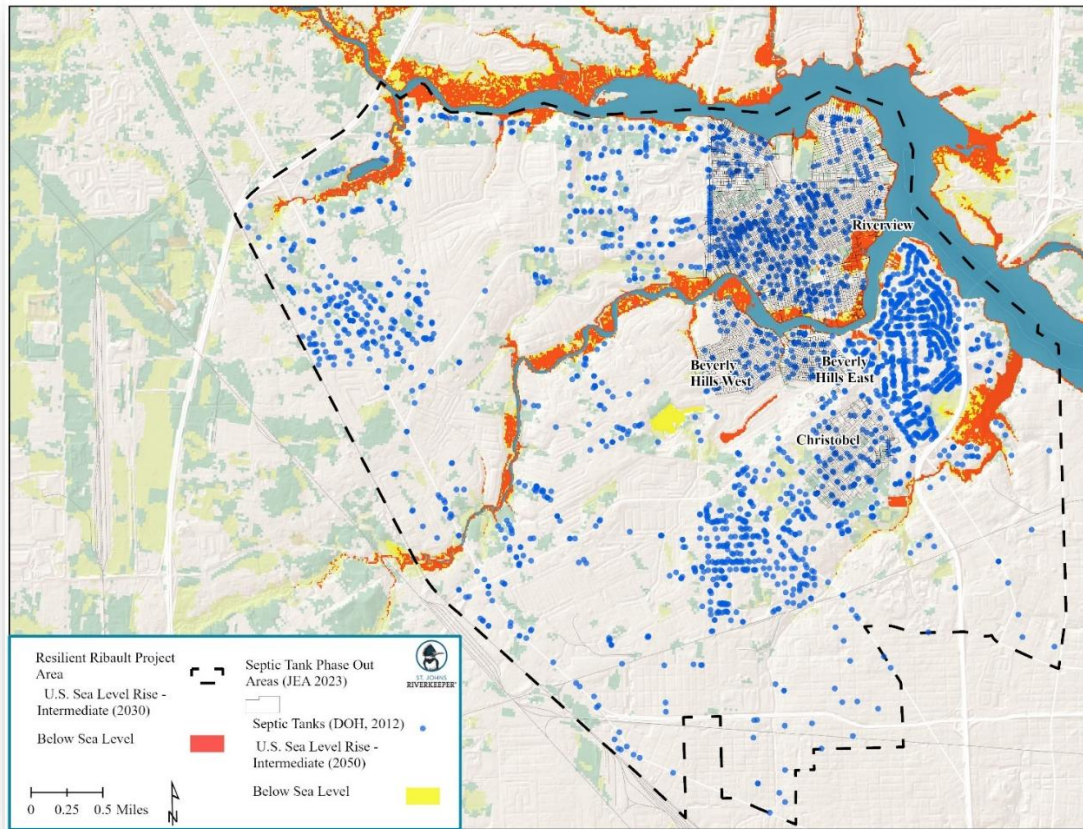 Riverview
Beverly
Hills West
Beverly
Hills East
Christobel
Resilient Ribault Project
Area
U.S. Sea Level Rise -
Intermediate (2030)
Below Sea Level
0 0.25 0.5 Miles
N
Septic Tank Phase Out
Areas (JEA 2023)
Septic Tanks (DOH, 2012)
U.S. Sea Level Rise -
Intermediate (2050)
Below Sea Level
ST. JOHNS
RIVERKEEPER®